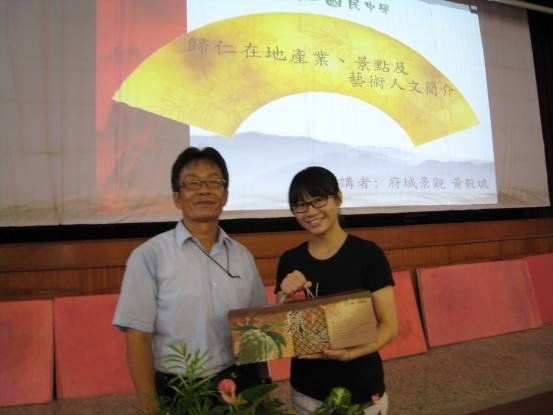 國民中學
歸仁在地產業、景點及
藝術人文簡介
講者：府城景觀 黃毅斌